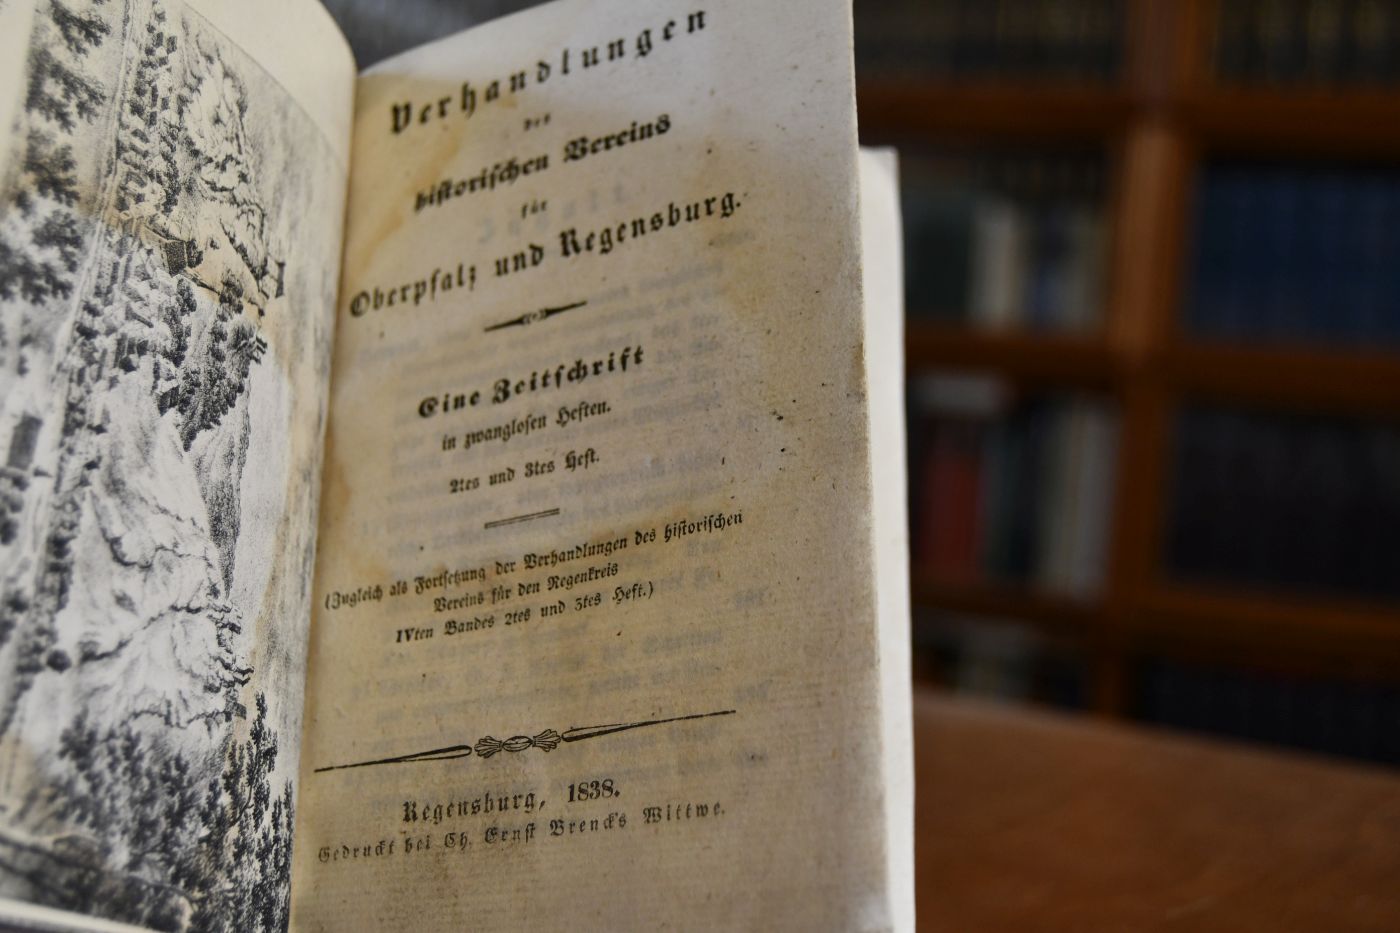 Verhandlungen
des
historischen Vereins
für
Oberpfalz und Regensburg.
Eine Zeitschrift
in zwanglosen Heften.
2tes und 3tes Heft.
(Zugleich als Fortsetzung der Verhandlungen des historischen
Vereins für den Regenkreis
IVten Bandes 2tes und 3tes Heft.)
Regensburg, 1838.
Gedruckt bei Ch. Ernst Brenck's Wittwe.